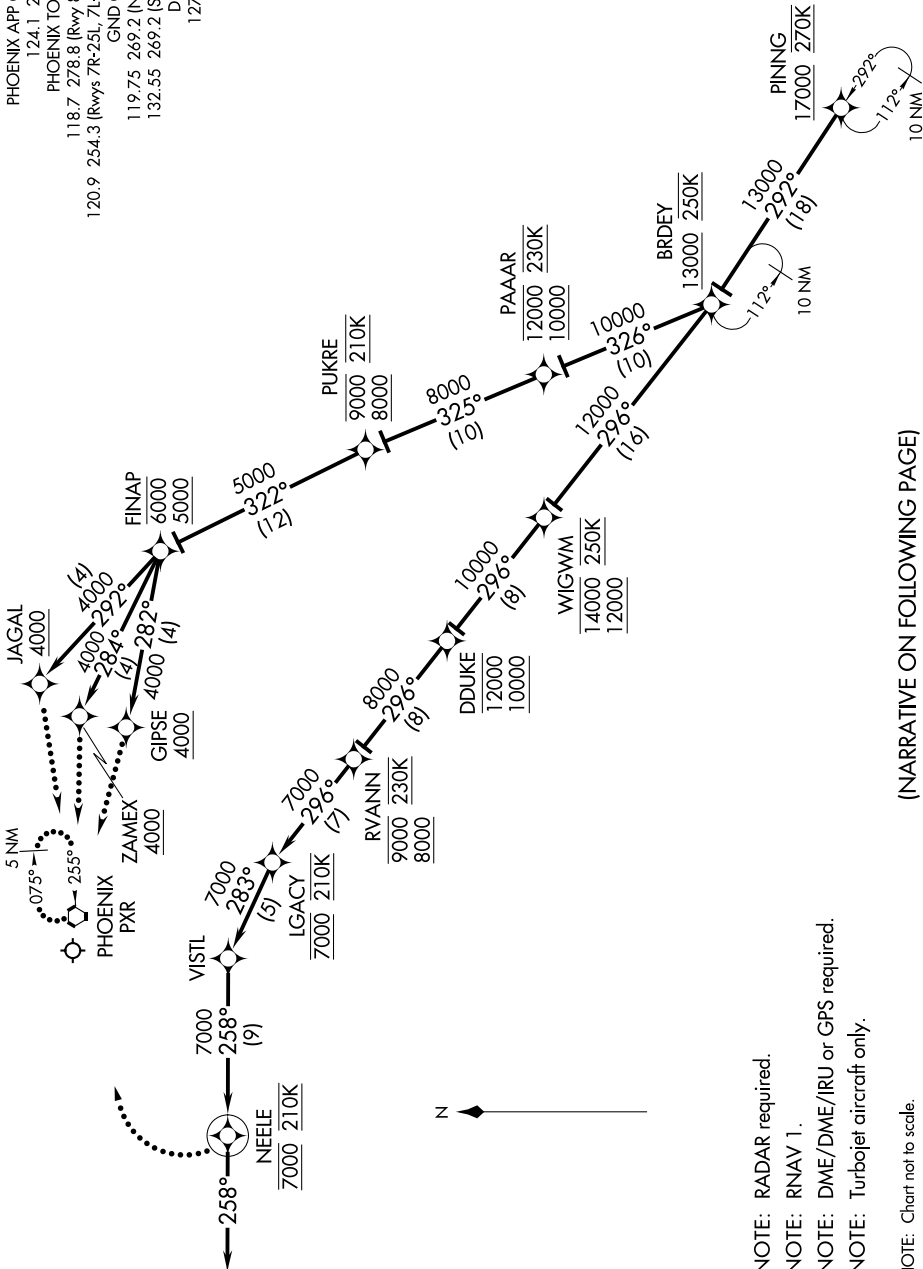 PHOENIX APP
124.1 2
PHOENIX TO
118.7 278.8 (Rwy 8
120.9 254.3 (Rwys 7R-25L, 7L
GND
119.75 269.2 (N
132.55 269.2 (S
D
127
JAGAL
4000
5 NM
075°
255°
PHOENIX
PXR
ZAMEX
4000
GIPSE
4000
(4)
4000
292°
4000
284°
(4)
4000
282°
(4)
FINAP
6000
5000
5000
322°
(12)
PUKRE
9000 210K
8000
8000
325°
(10)
PAAAR
12000 230K
10000
10000
326°
(10)
BRDEY
13000 250K
112°
10 NM
13000
292°
(18)
PINNG
17000 270K
292°
112°
10 NM
12000
296°
(16)
WIGWM
14000 250K
12000
10000
296°
(8)
DDUKE
12000
10000
8000
296°
(8)
RVANN
9000 230K
8000
7000
296°
(7)
LGACY
7000 210K
7000
283°
(5)
VISTL
7000
258°
(9)
NEELE
7000 210K
258°
N
NOTE: RADAR required.
NOTE: RNAV 1.
NOTE: DME/DME/IRU or GPS required.
NOTE: Turbojet aircraft only.
OTE: Chart not to scale.
(NARRATIVE ON FOLLOWING PAGE)